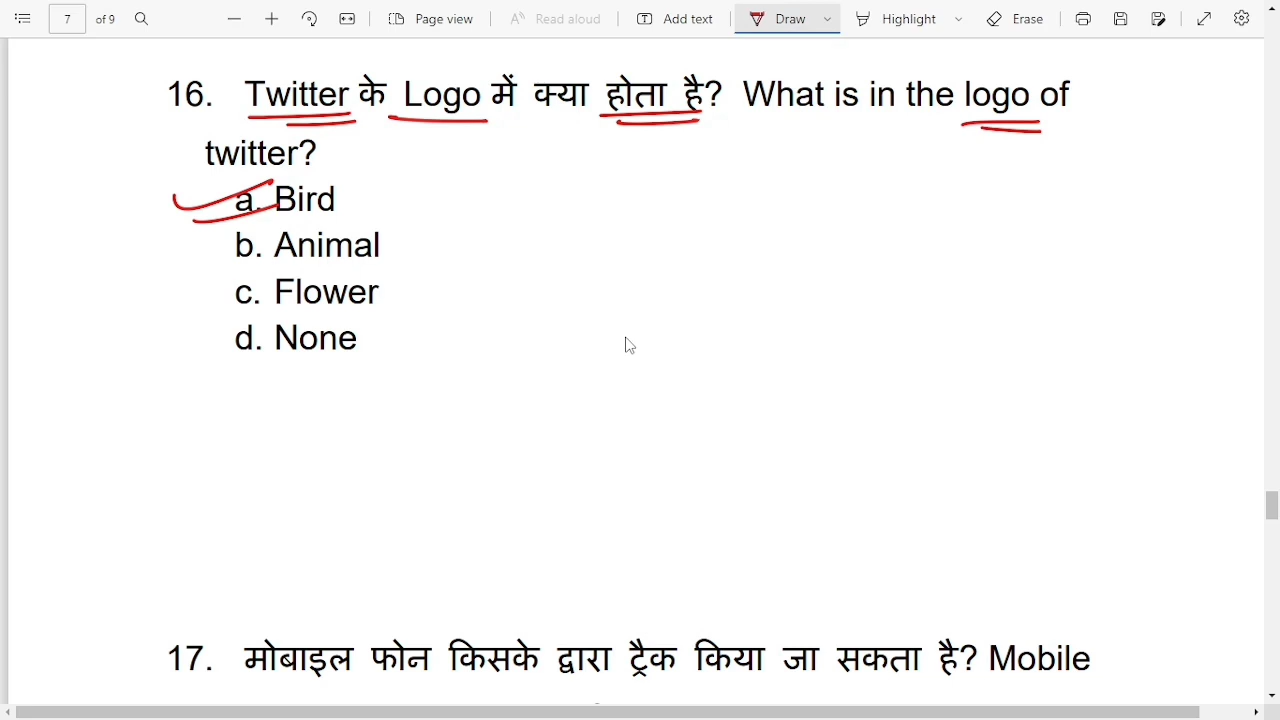 7 of 9 Page view Read aloud Add text Draw Highlight Erase
16. Twitter के Logo में क्या होता है? What is in the logo of
twitter?
a. Bird
b. Animal
c. Flower
d. None
17. मोबाइल फोन किसके द्वारा ट्रैक किया जा सकता है? Mobile